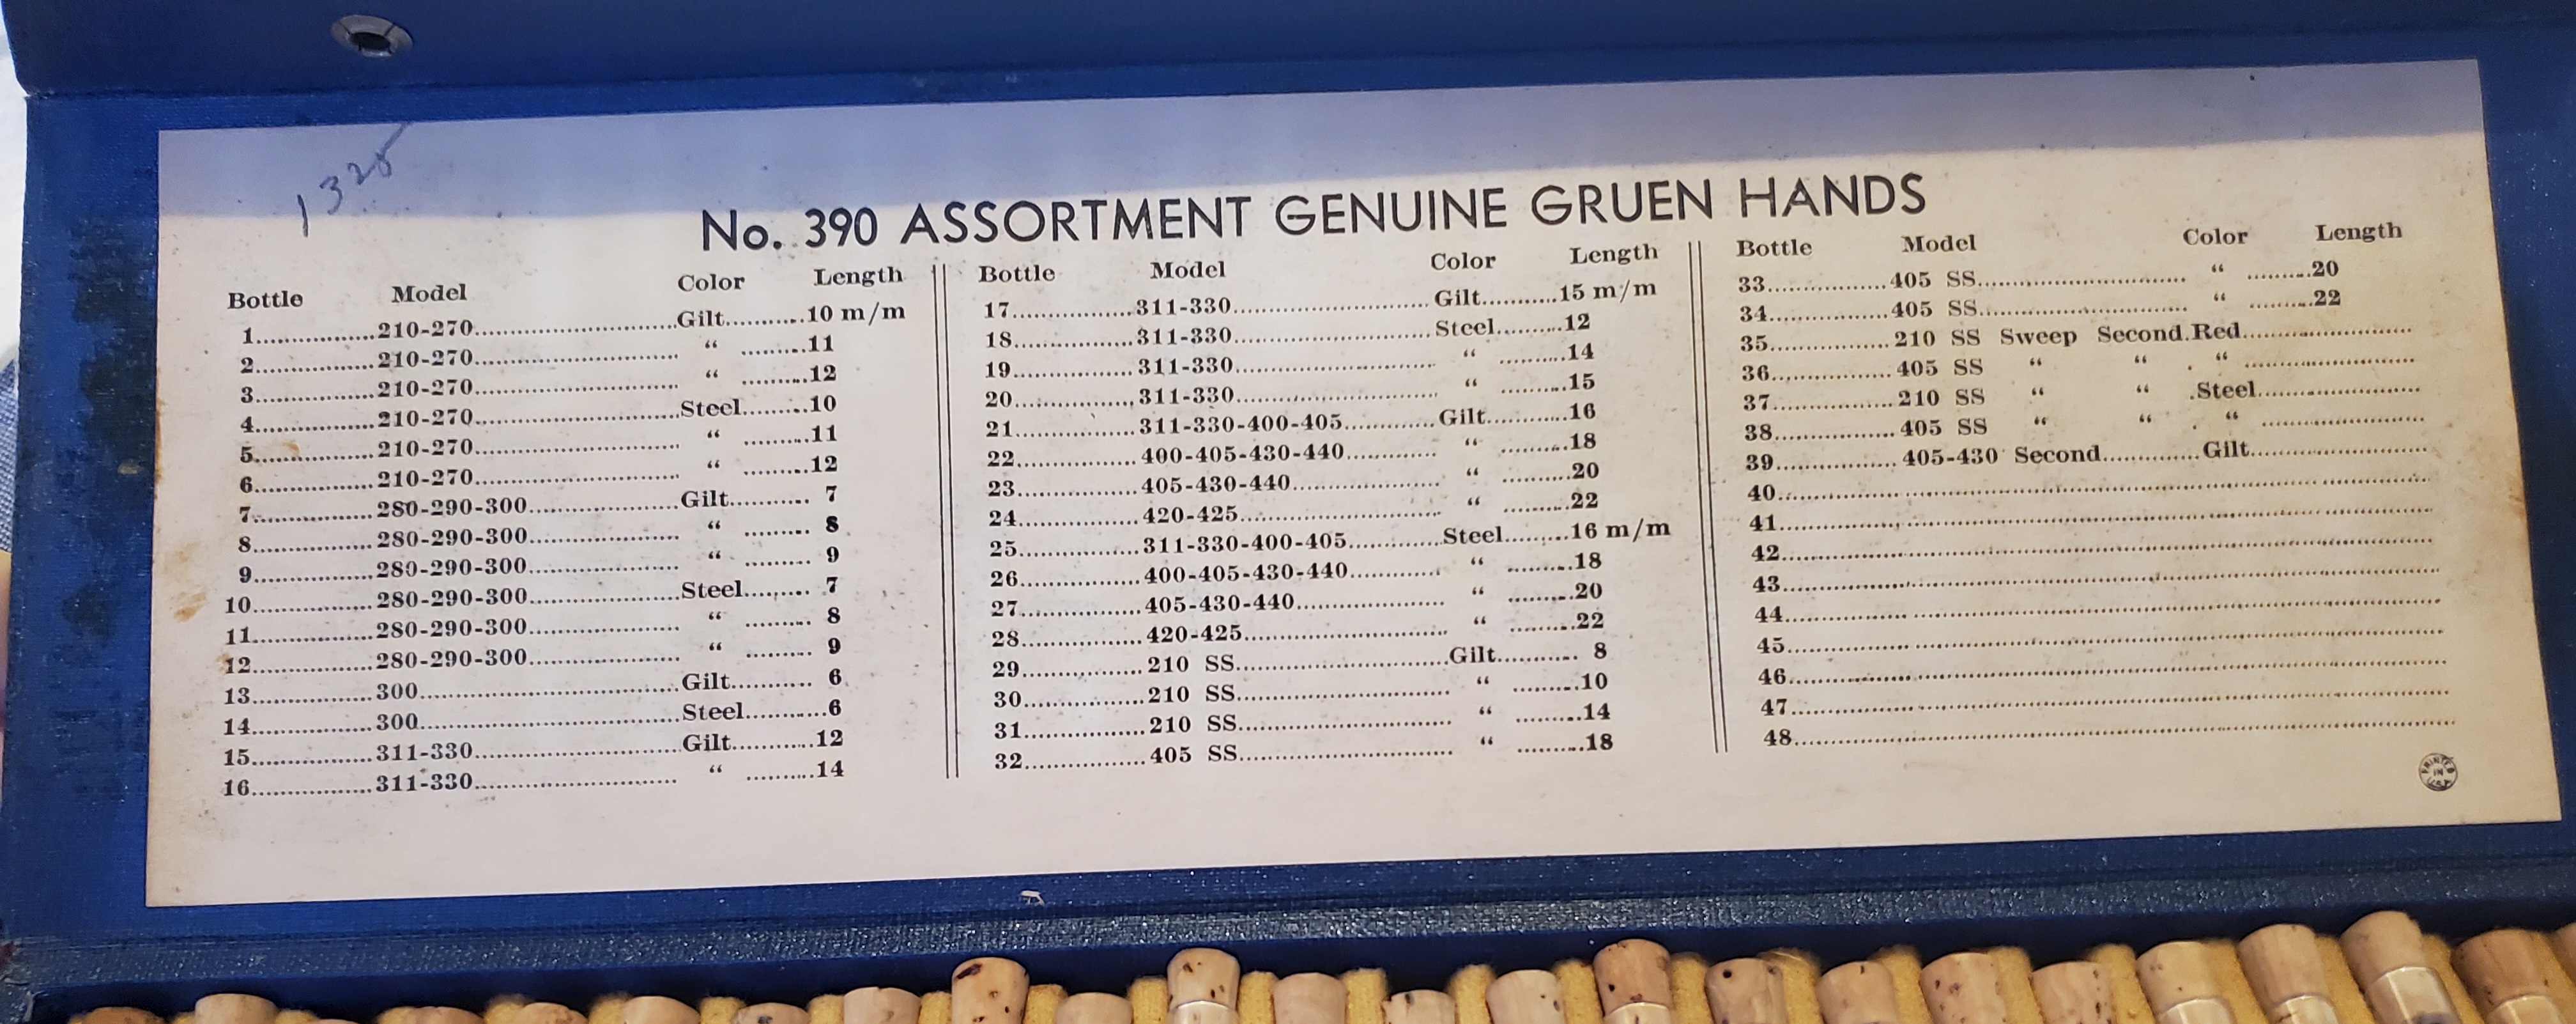 1325
No. 390 ASSORTMENT GENUINE GRUEN HANDS
Bottle Model Color Length
1 210-270 Gilt 10 m/m
2 210-270 " 11
3 210-270 " 12
4 210-270 Steel 10
5 210-270 " 11
6 210-270 " 12
7 280-290-300 Gilt 7
8 280-290-300 " 8
9 280-290-300 " 9
10 280-290-300 Steel 7
11 280-290-300 " 8
12 280-290-300 " 9
13 300 Gilt 6
14 300 Steel 6
15 311-330 Gilt 12
16 311-330 " 14
Bottle Model Color Length
17 311-330 Gilt 15 m/m
18 311-330 Steel 12
19 311-330 " 14
20 311-330 " 15
21 311-330-400-405 Gilt 16
22 400-405-430-440 " 18
23 405-430-440 " 20
24 420-425 " 22
25 311-330-400-405 Steel 16 m/m
26 400-405-430-440 " 18
27 405-430-440 " 20
28 420-425 " 22
29 210 SS Gilt 8
30 210 SS " 10
31 210 SS " 14
32 405 SS " 18
Bottle Model Color Length
33 405 SS " 20
34 405 SS " 22
35 210 SS Sweep Second Red
36 405 SS " " "
37 210 SS " " Steel
38 405 SS " " "
39 405-430 Second Gilt
40
41
42
43
44
45
46
47
48
PRINTED IN USA